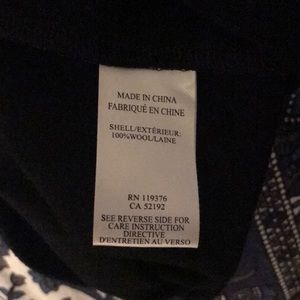 MADE IN CHINA
FABRIQUÉ EN CHINE
SHELL/EXTÉRIEUR:
100%WOOL/LAINE
RN 119376
CA 52192
SEE REVERSE SIDE FOR
CARE INSTRUCTION
DIRECTIVE
D'ENTRETIEN AU VERSO